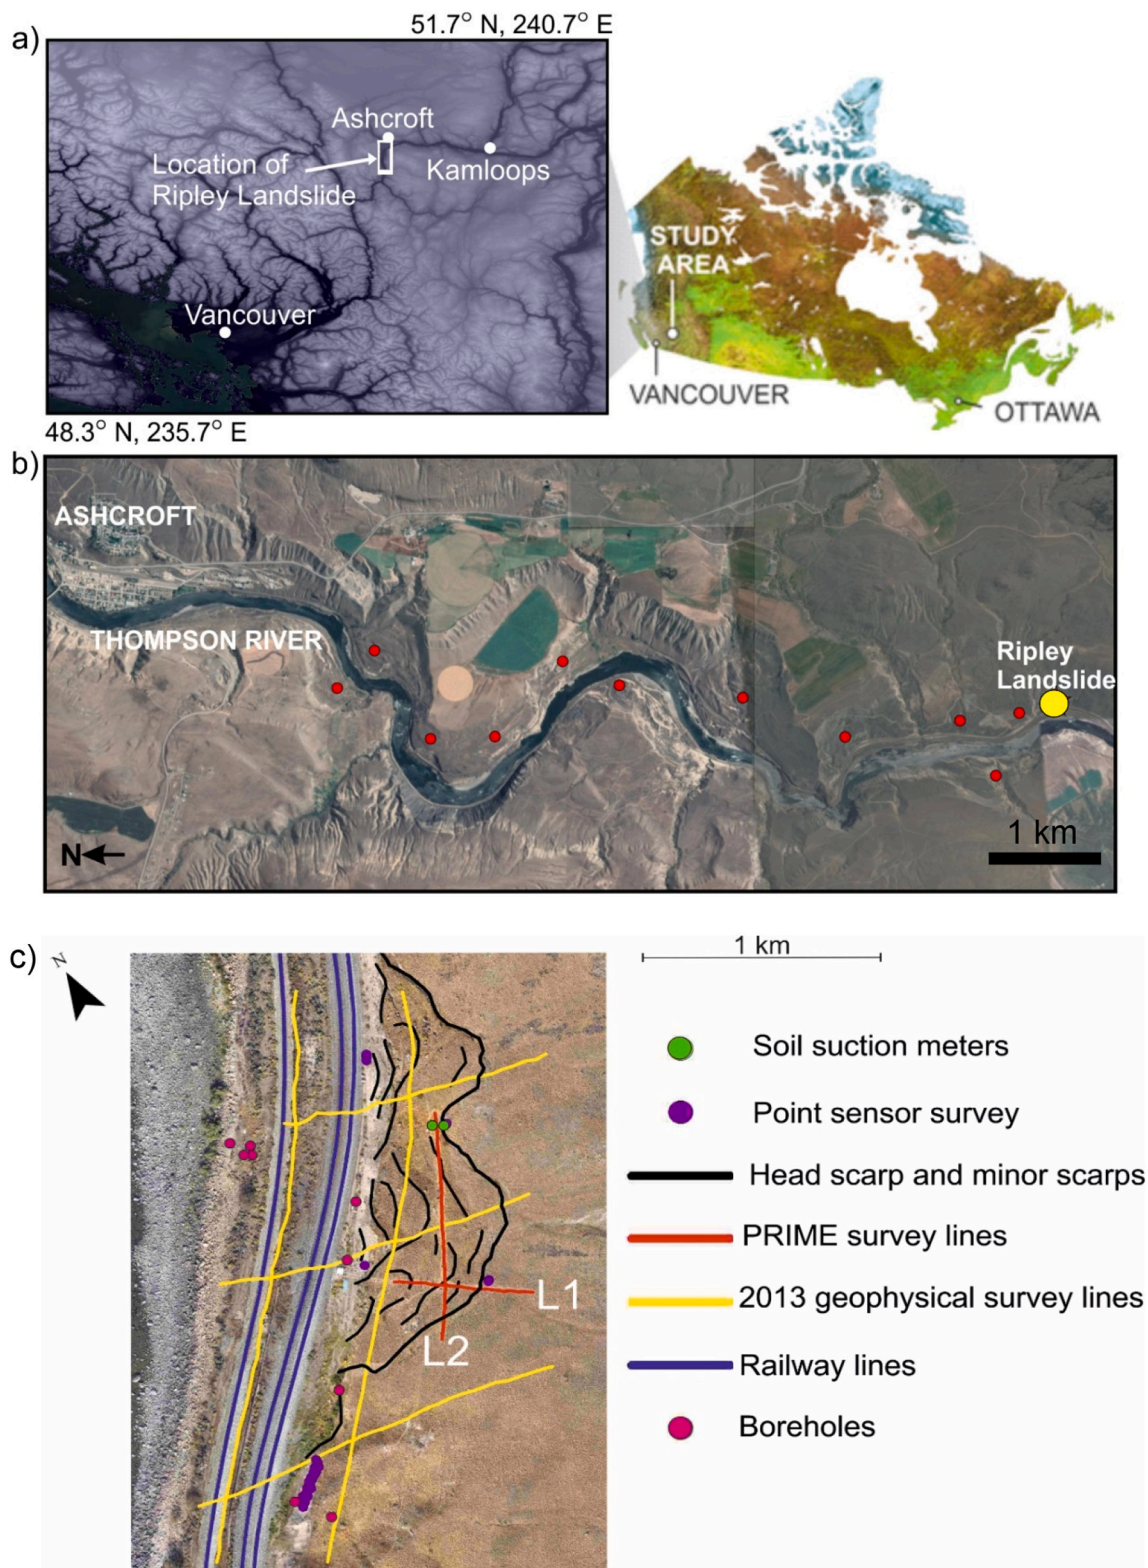 a)
51.7° N, 240.7° E
Ashcroft
Location of
Ripley Landslide
Kamloops
Vancouver
48.3° N, 235.7° E
STUDY
AREA
VANCOUVER
OTTAWA
b)
ASHCROFT
THOMPSON RIVER
Ripley
Landslide
N
1 km
c)
N
1 km
Soil suction meters
Point sensor survey
Head scarp and minor scarps
PRIME survey lines
2013 geophysical survey lines
Railway lines
Boreholes
L1
L2